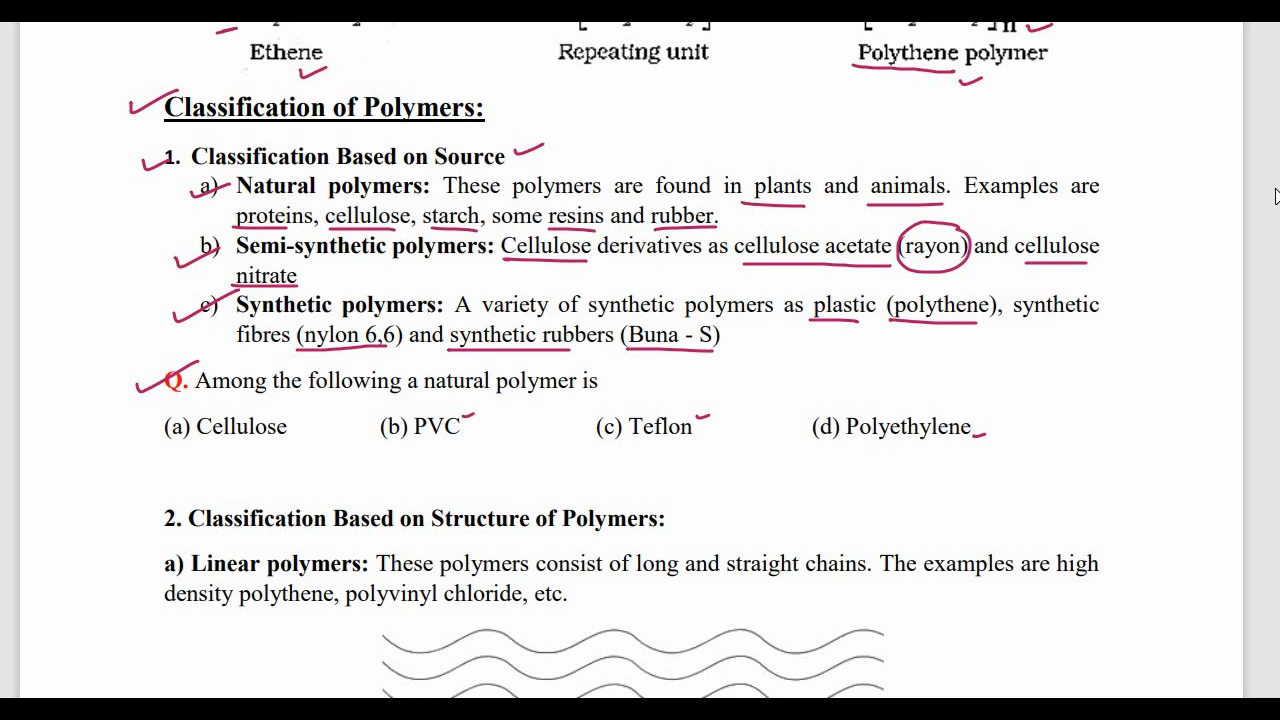 Ethene Repeating unit Polythene polymer
Classification of Polymers:
1. Classification Based on Source
a) Natural polymers: These polymers are found in plants and animals. Examples are
proteins, cellulose, starch, some resins and rubber.
b) Semi-synthetic polymers: Cellulose derivatives as cellulose acetate (rayon) and cellulose
nitrate
c) Synthetic polymers: A variety of synthetic polymers as plastic (polythene), synthetic
fibres (nylon 6,6) and synthetic rubbers (Buna - S)
Q. Among the following a natural polymer is
(a) Cellulose (b) PVC (c) Teflon (d) Polyethylene
2. Classification Based on Structure of Polymers:
a) Linear polymers: These polymers consist of long and straight chains. The examples are high
density polythene, polyvinyl chloride, etc.